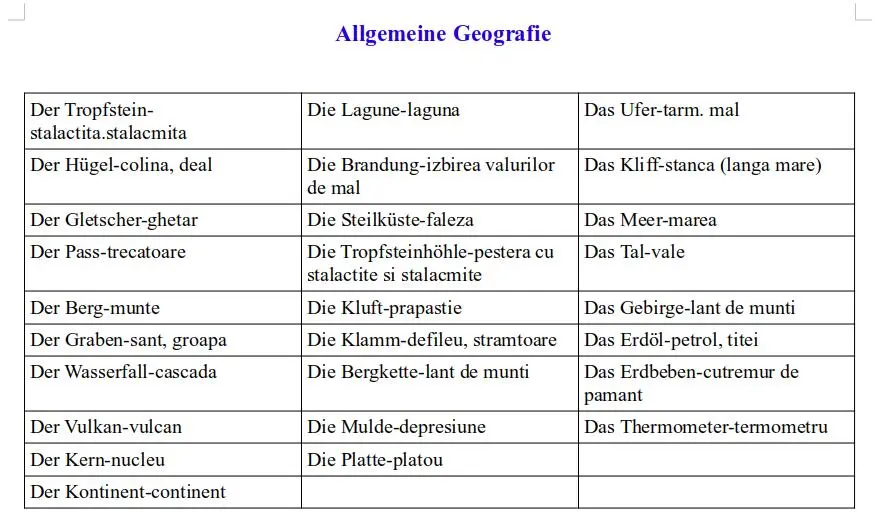 Allgemeine Geografie
Der Tropfstein-
stalactita.stalacmita
Die Lagune-laguna
Das Ufer-tarm. mal
Der Hügel-colina, deal
Die Brandung-izbirea valurilor
de mal
Das Kliff-stanca (langa mare)
Der Gletscher-ghetar
Die Steilküste-faleza
Das Meer-marea
Der Pass-trecatoare
Die Tropfsteinhöhle-pestera cu
stalactite si stalacmite
Das Tal-vale
Der Berg-munte
Die Kluft-prapastie
Das Gebirge-lant de munti
Der Graben-sant, groapa
Die Klamm-defileu, stramtoare
Das Erdöl-petrol, titei
Der Wasserfall-cascada
Die Bergkette-lant de munti
Das Erdbeben-cutremur de
pamant
Der Vulkan-vulcan
Die Mulde-depresiune
Das Thermometer-termometru
Der Kern-nucleu
Die Platte-platou
Der Kontinent-continent